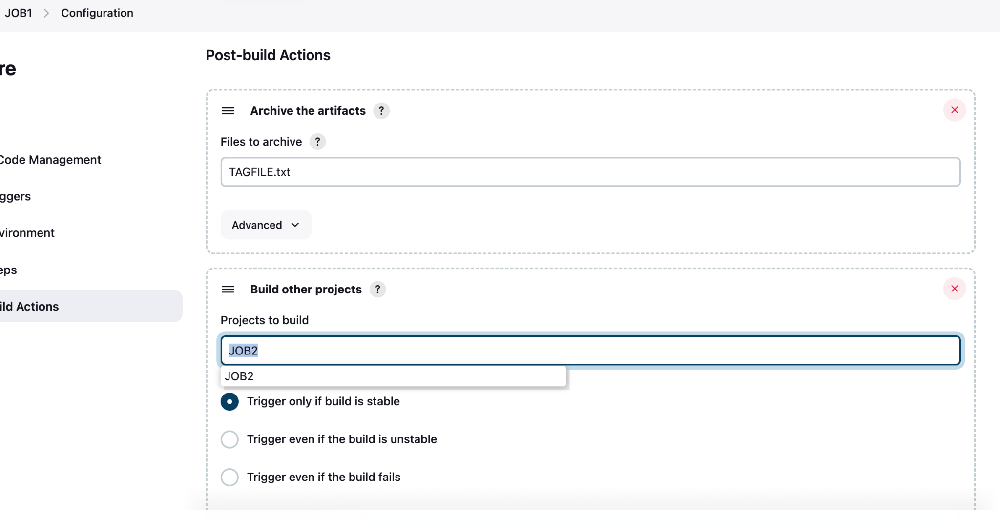 JOB1 > Configuration
re
Code Management
ggers
vironment
eps
ild Actions
Post-build Actions
Archive the artifacts ?
Files to archive ?
TAGFILE.txt
Advanced
Build other projects ?
Projects to build
JOB2
JOB2
Trigger only if build is stable
Trigger even if the build is unstable
Trigger even if the build fails